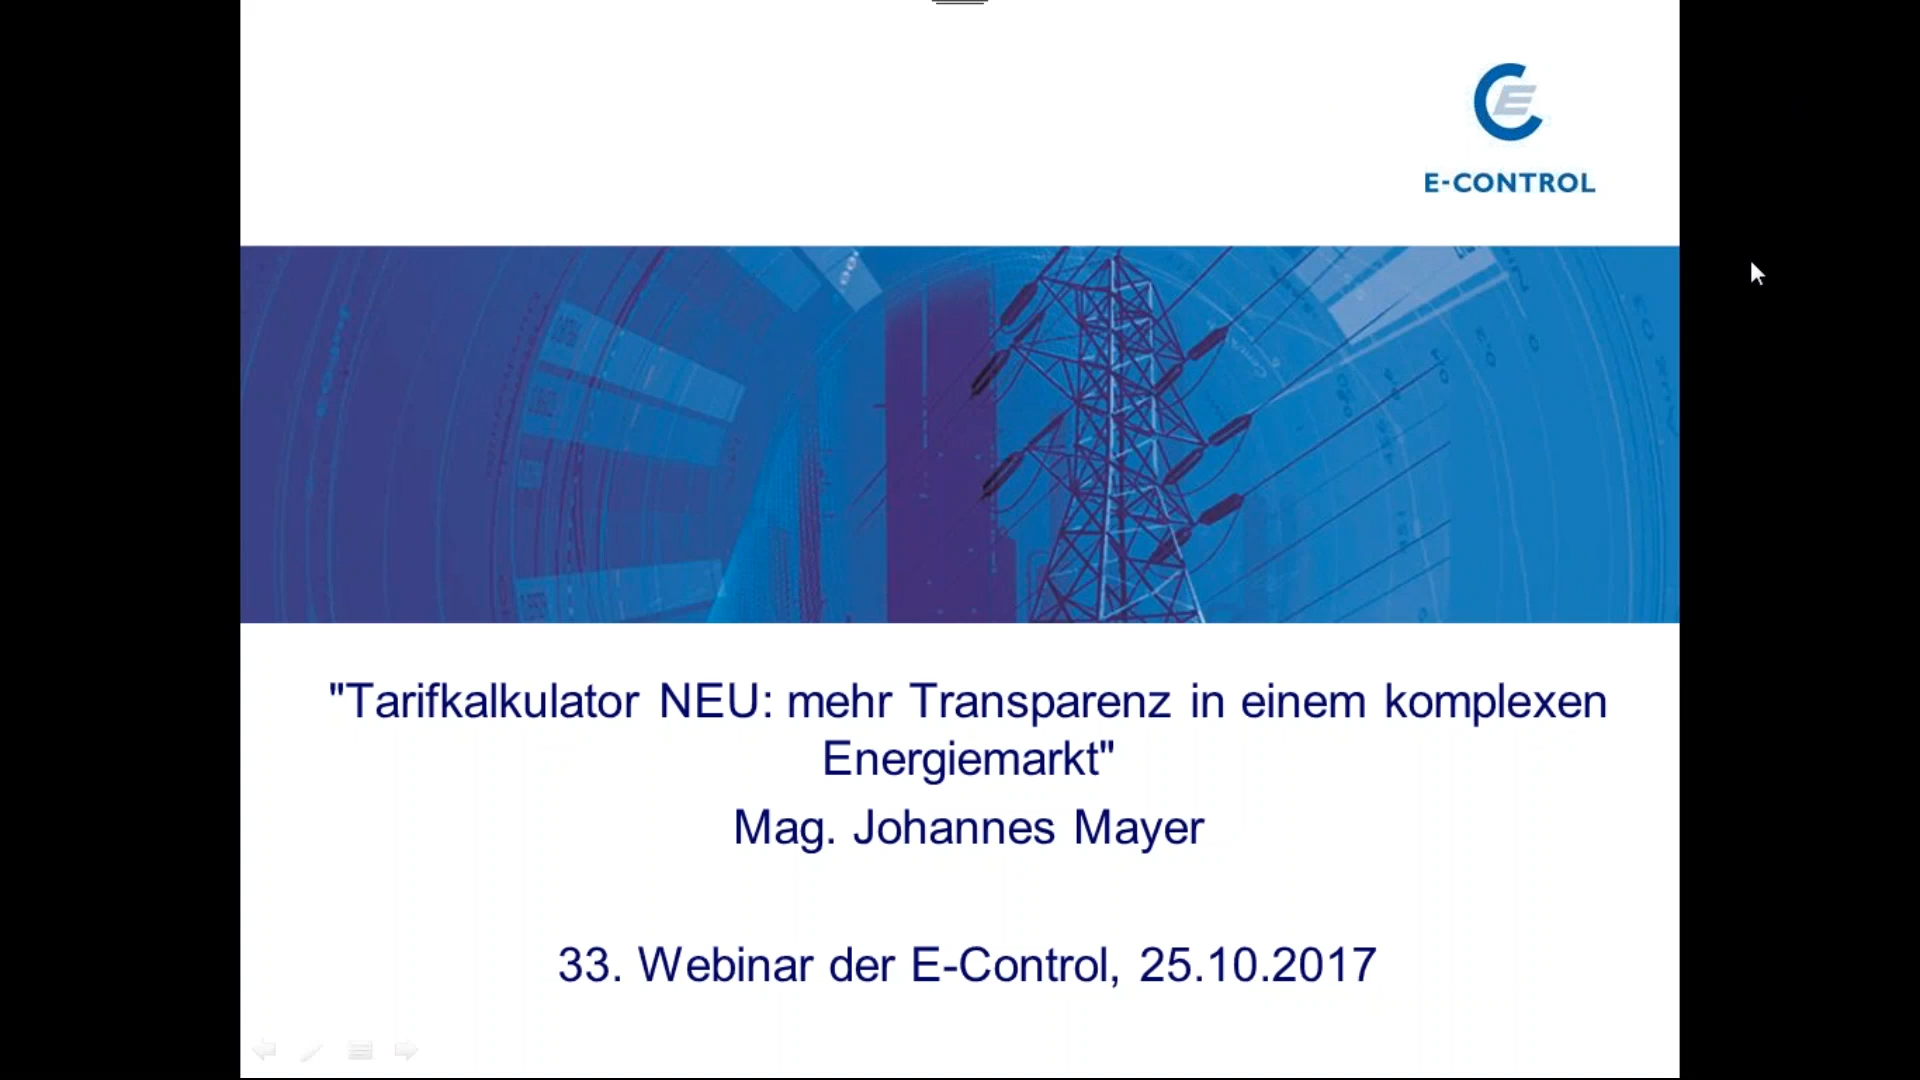 E-CONTROL
"Tarifkalkulator NEU: mehr Transparenz in einem komplexen
Energiemarkt"
Mag. Johannes Mayer
33. Webinar der E-Control, 25.10.2017